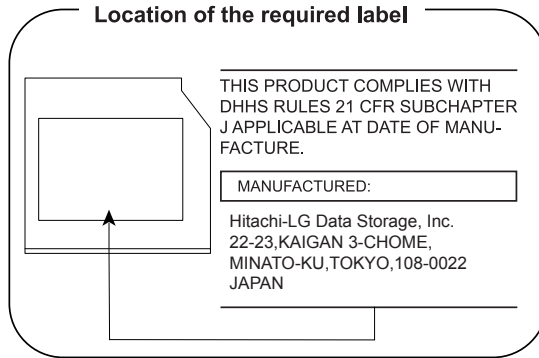 Location of the required label
THIS PRODUCT COMPLIES WITH
DHHS RULES 21 CFR SUBCHAPTER
J APPLICABLE AT DATE OF MANU-
FACTURE.
MANUFACTURED:
Hitachi-LG Data Storage, Inc.
22-23,KAIGAN 3-CHOME,
MINATO-KU,TOKYO,108-0022
JAPAN